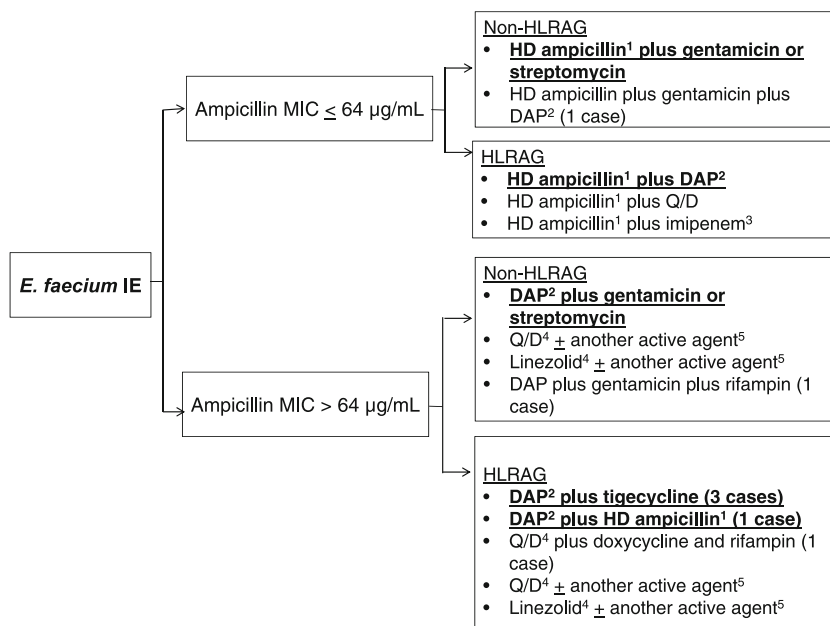 E. faecium IE
Ampicillin MIC ≤ 64 μg/mL
Non-HLRAG
• HD ampicillin¹ plus gentamicin or
streptomycin
• HD ampicillin plus gentamicin plus
DAP² (1 case)
HLRAG
• HD ampicillin¹ plus DAP²
• HD ampicillin¹ plus Q/D
• HD ampicillin¹ plus imipenem³
Ampicillin MIC > 64 μg/mL
Non-HLRAG
• DAP² plus gentamicin or
streptomycin
• Q/D⁴ ± another active agent⁵
• Linezolid⁴ ± another active agent⁵
• DAP plus gentamicin plus rifampin (1
case)
HLRAG
• DAP² plus tigecycline (3 cases)
• DAP² plus HD ampicillin¹ (1 case)
• Q/D⁴ plus doxycycline and rifampin (1
case)
• Q/D⁴ ± another active agent⁵
• Linezolid⁴ ± another active agent⁵